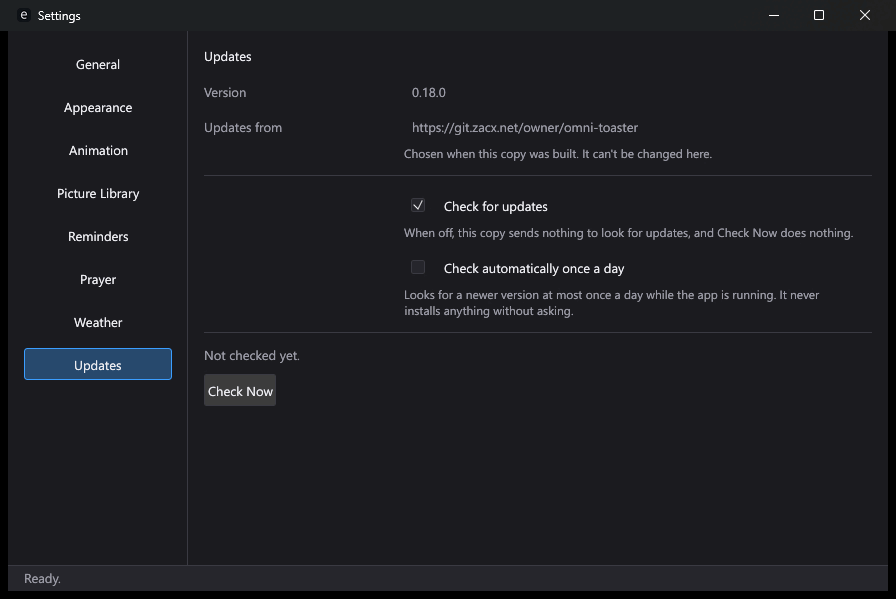 e Settings
General
Appearance
Animation
Picture Library
Reminders
Prayer
Weather
Updates
Updates
Version 0.18.0
Updates from https://git.zacx.net/owner/omni-toaster
Chosen when this copy was built. It can't be changed here.
Check for updates
When off, this copy sends nothing to look for updates, and Check Now does nothing.
Check automatically once a day
Looks for a newer version at most once a day while the app is running. It never
installs anything without asking.
Not checked yet.
Check Now
Ready.